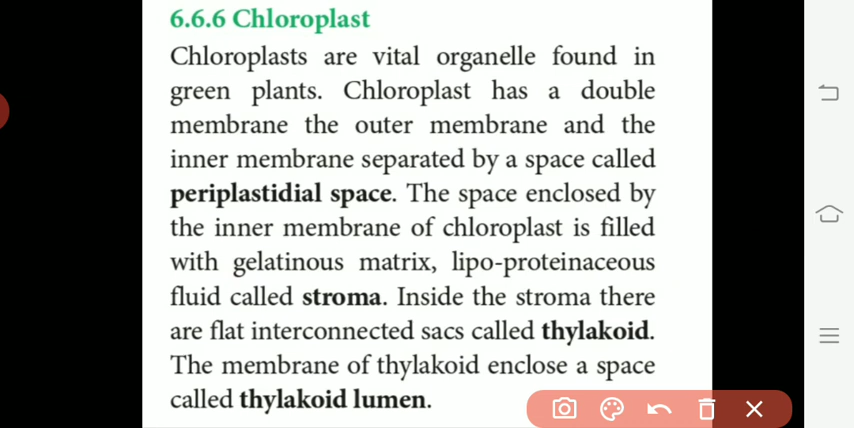 6.6.6 Chloroplast
Chloroplasts are vital organelle found in
green plants. Chloroplast has a double
membrane the outer membrane and the
inner membrane separated by a space called
periplastidial space. The space enclosed by
the inner membrane of chloroplast is filled
with gelatinous matrix, lipo-proteinaceous
fluid called stroma. Inside the stroma there
are flat interconnected sacs called thylakoid.
The membrane of thylakoid enclose a space
called thylakoid lumen.